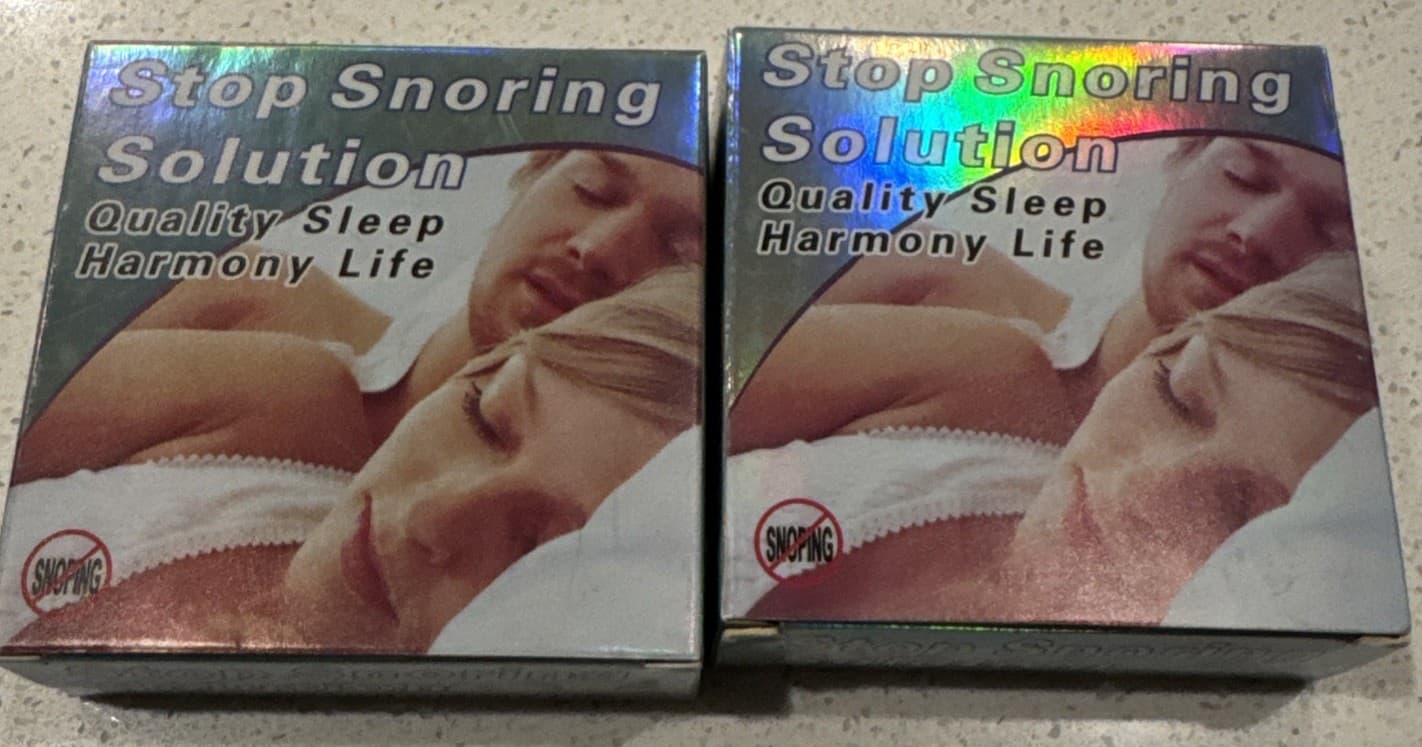 Stop Snoring
Solution
Quality Sleep
Harmony Life
SNOPING
Stop Snoring
Solution
Quality Sleep
Harmony Life
SNOPING